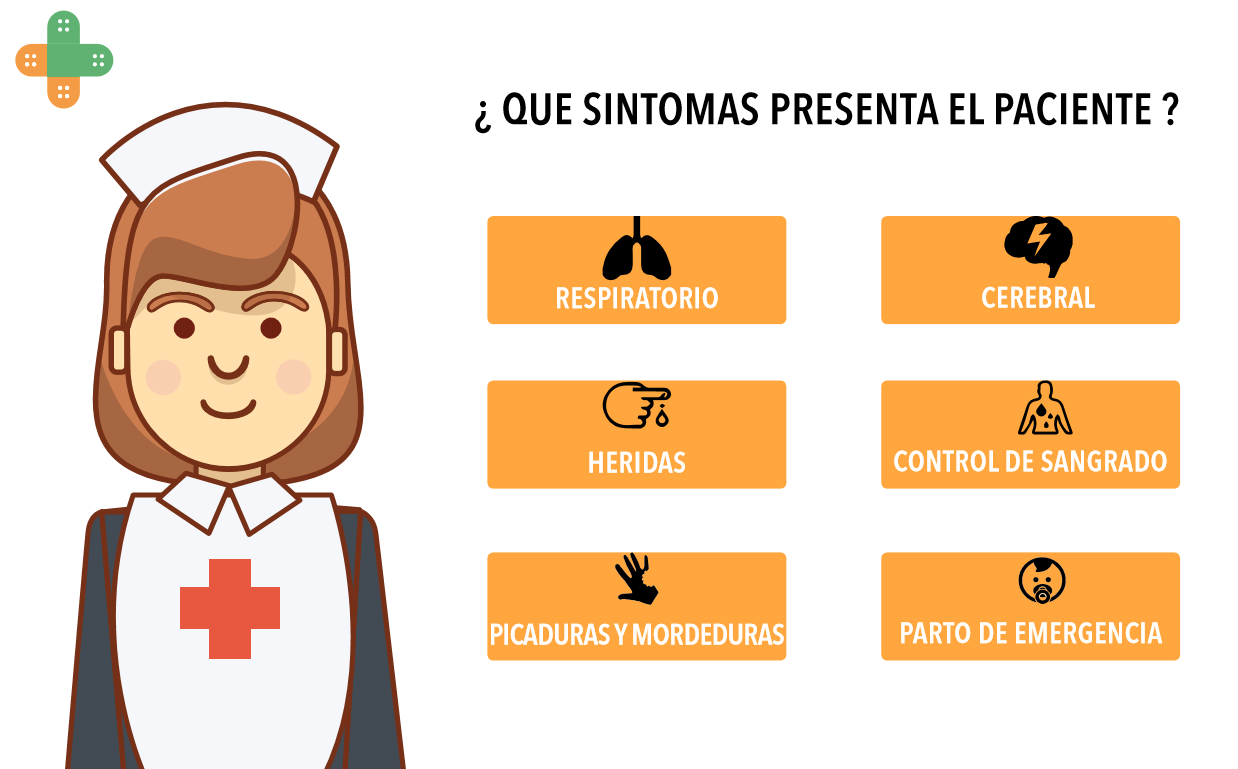 ¿ QUE SINTOMAS PRESENTA EL PACIENTE ?
RESPIRATORIO
CEREBRAL
HERIDAS
CONTROL DE SANGRADO
PICADURAS Y MORDEDURAS
PARTO DE EMERGENCIA